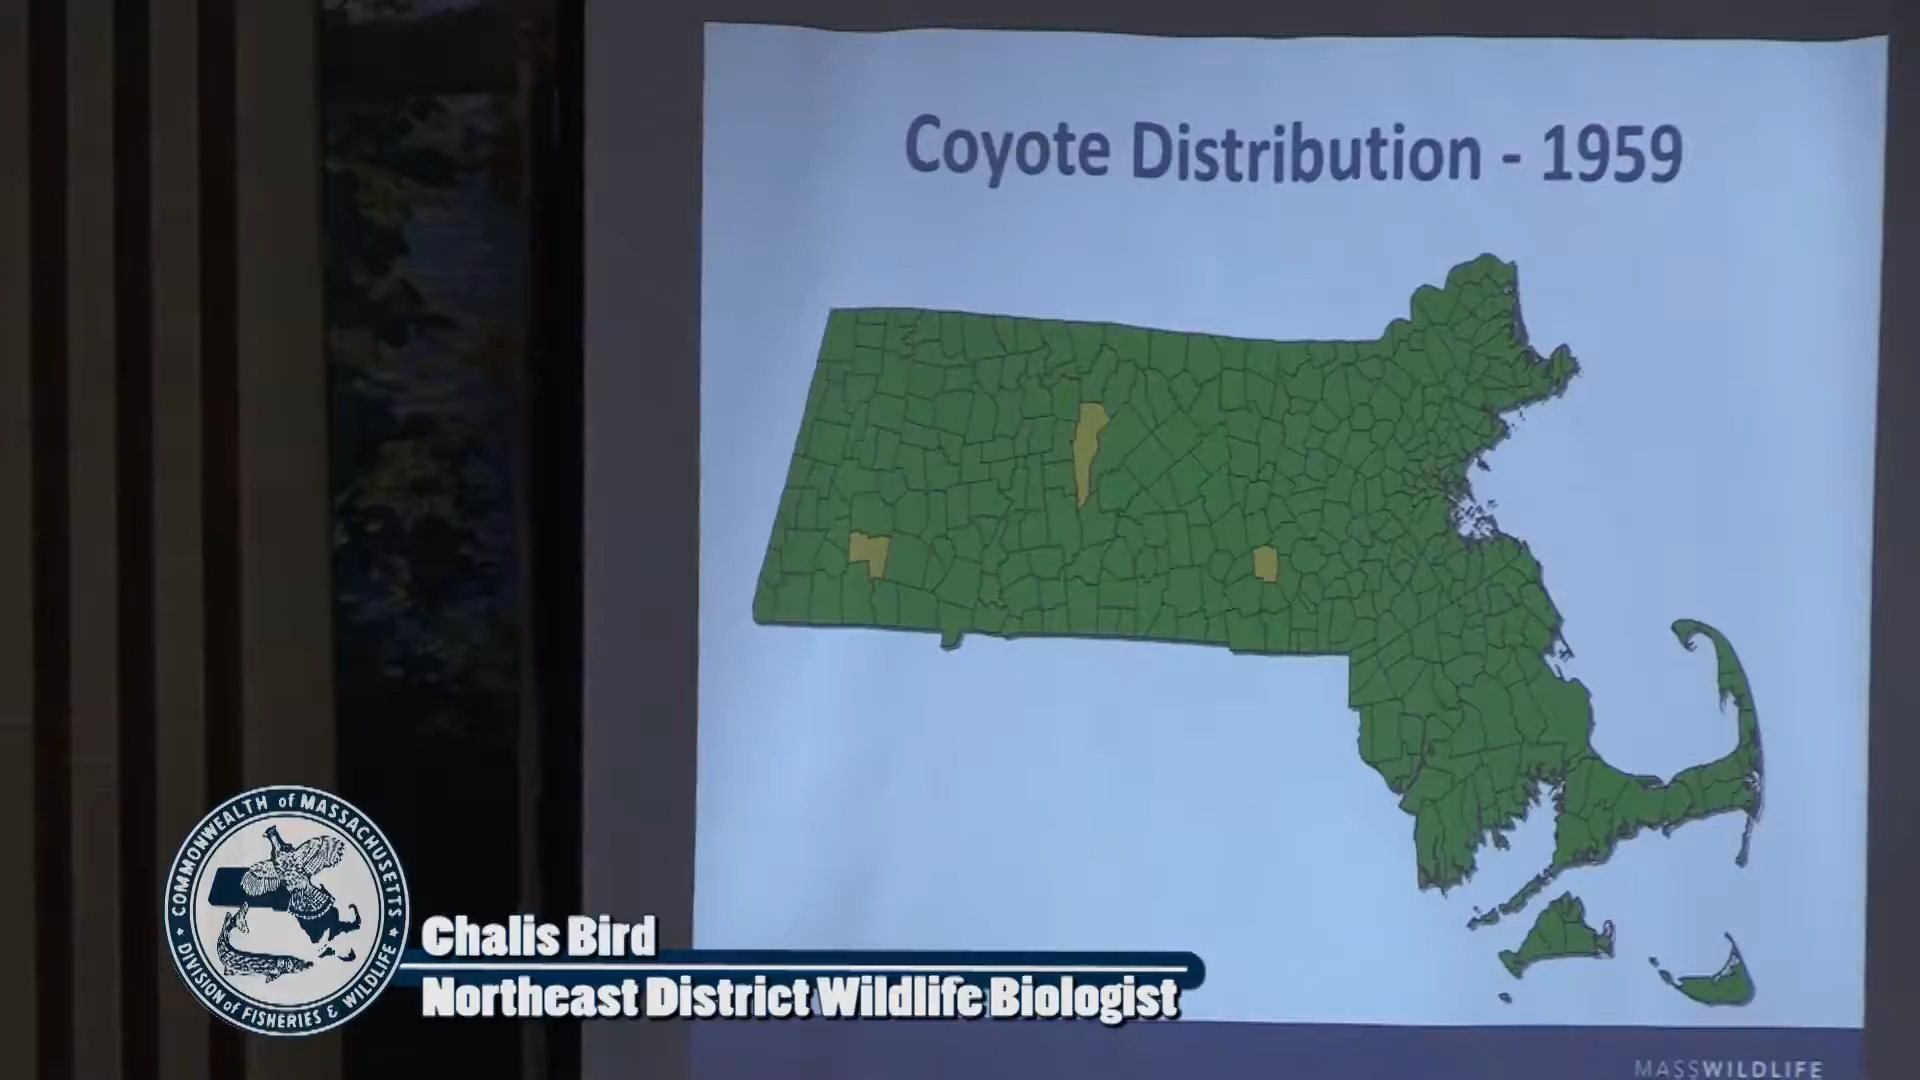 Coyote Distribution - 1959
COMMONWEALTH of MASSACHUSETTS
DIVISION of FISHERIES & WILDLIFE
Chalis Bird
Northeast District Wildlife Biologist
MASSWILDLIFE